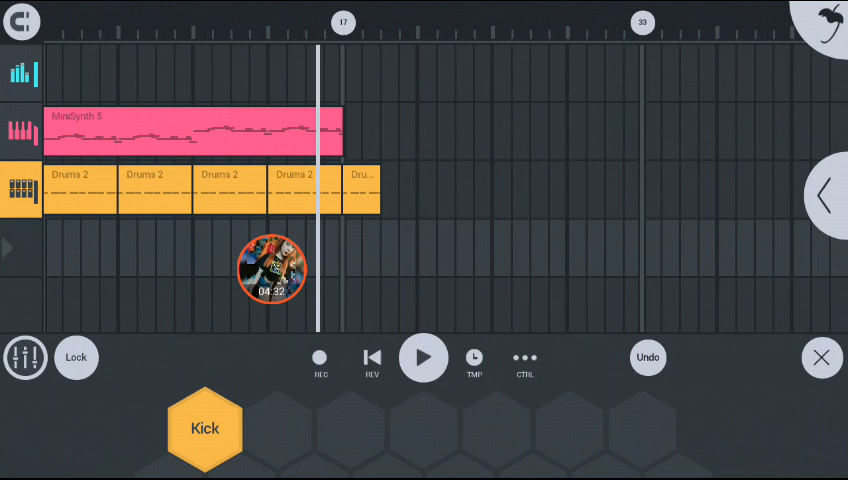 17
33
MiniSynth 5
Drums 2
Drums 2
Drums 2
Drums 2
Dru...
04:32
Lock
REC
REV
TMP
CTRL
Undo
Kick